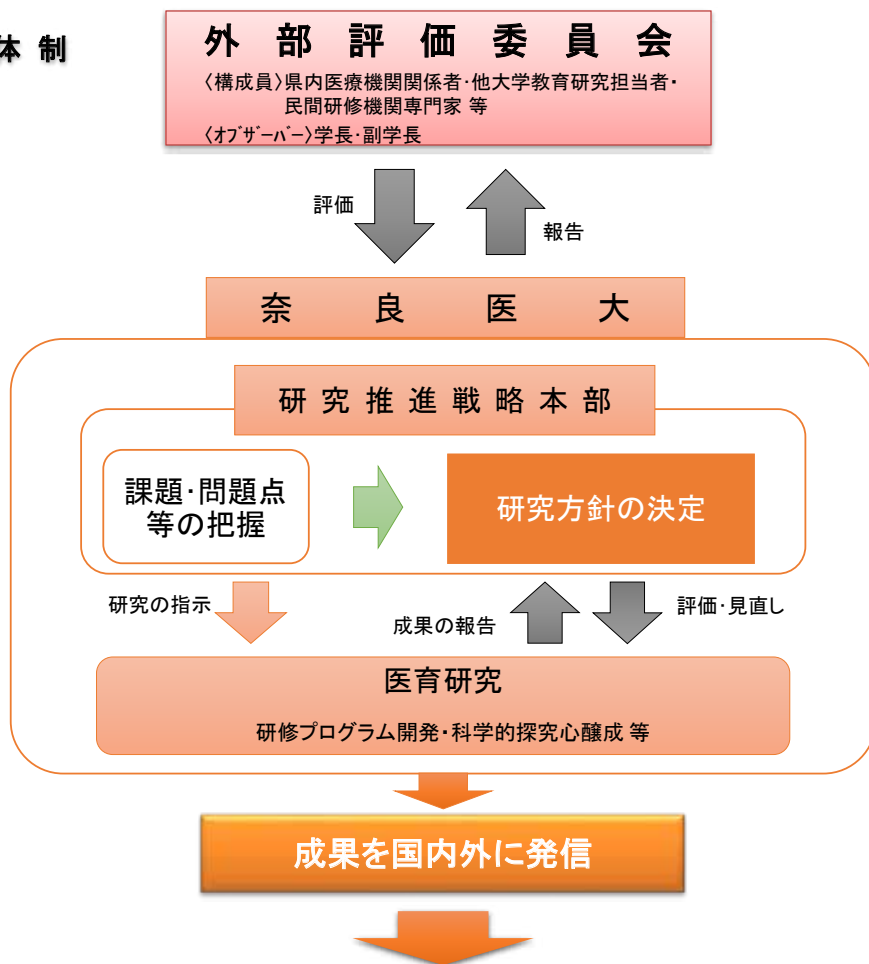 体 制
外 部 評 価 委 員 会
〈構成員〉県内医療機関関係者・他大学教育研究担当者・
民間研修機関専門家 等
〈ｵﾌﾞｻﾞｰﾊﾞｰ〉学長・副学長
評価
報告
奈 良 医 大
研 究 推 進 戦 略 本 部
課題・問題点
等の把握
研究方針の決定
研究の指示
成果の報告
評価・見直し
医育研究
研修プログラム開発・科学的探究心醸成 等
成果を国内外に発信